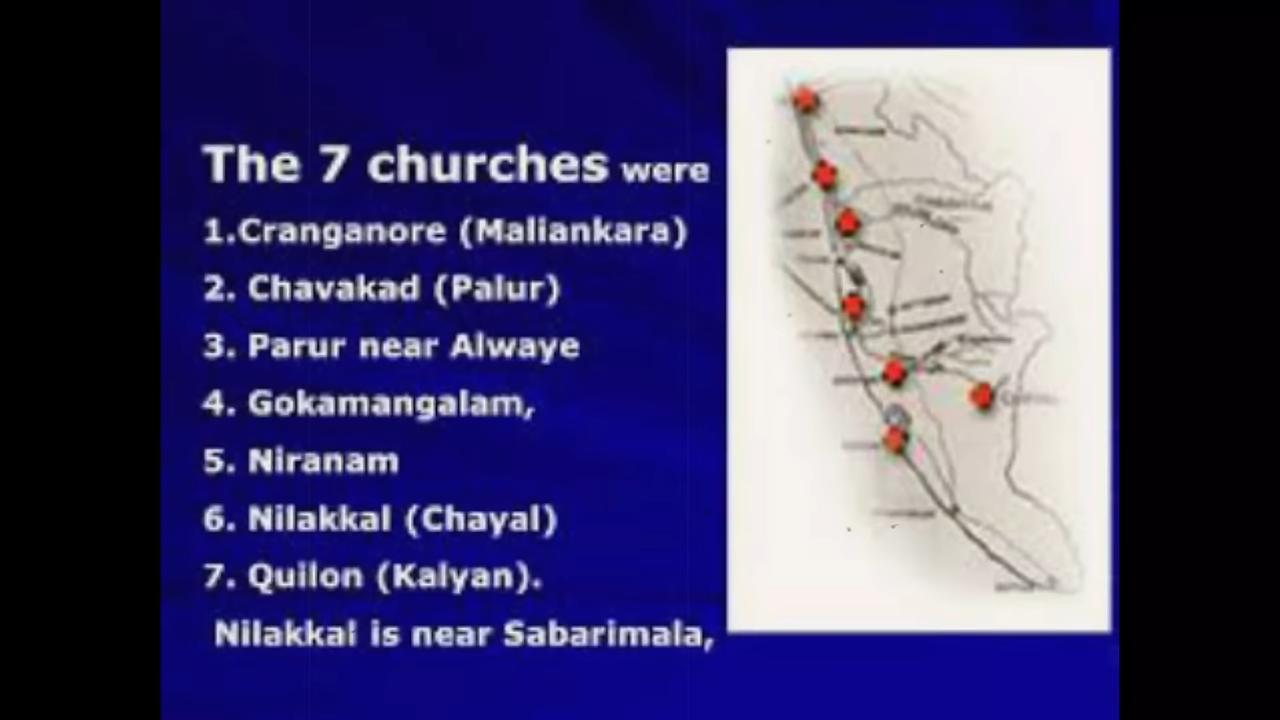 The 7 churches were
1.Cranganore (Maliankara)
2. Chavakad (Palur)
3. Parur near Alwaye
4. Gokamangalam,
5. Niranam
6. Nilakkal (Chayal)
7. Quilon (Kalyan).
Nilakkal is near Sabarimala,